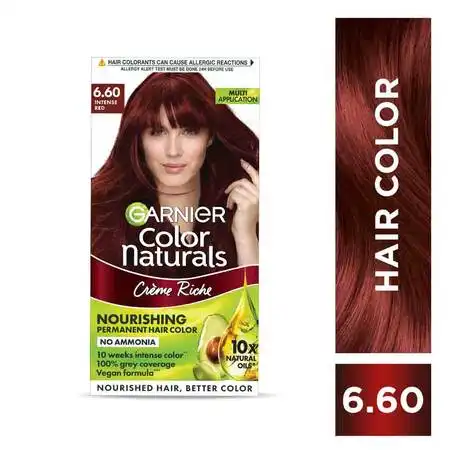 ⚠ HAIR COLORANTS CAN CAUSE ALLERGIC REACTIONS
ALLERGY ALERT TEST MUST BE DONE 24H BEFORE USE
6.60
INTENSE
RED
MULTI
APPLICATION
GARNIER
Color
Naturals
Crème Riche
NOURISHING
PERMANENT HAIR COLOR
NO AMMONIA
10 weeks intense color**
100% grey coverage
Vegan formula^^
10x
NATURAL
OILS*
NOURISHED HAIR, BETTER COLOR
HAIR COLOR
6.60